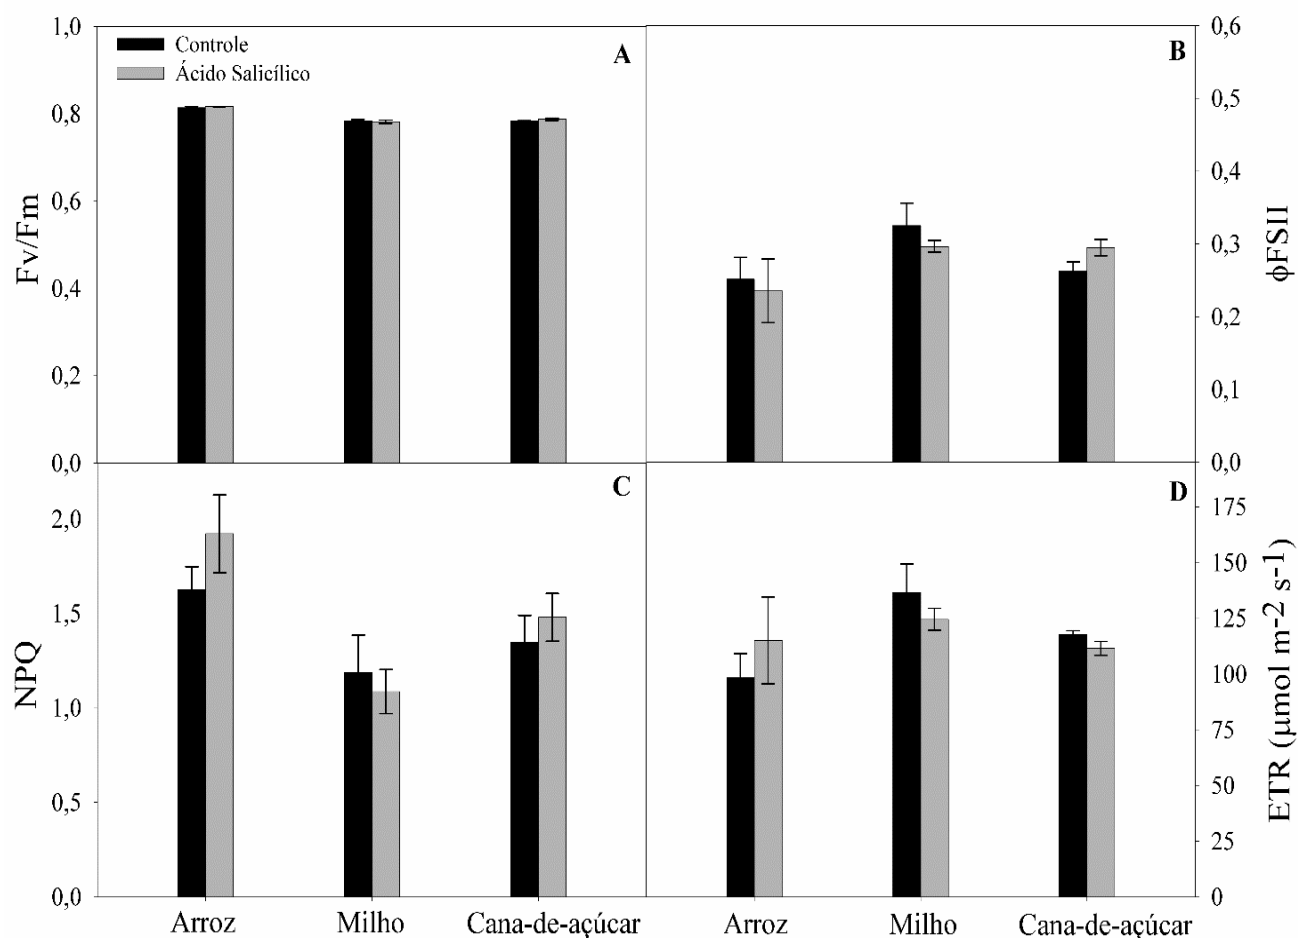 1,0
0,8
0,6
0,4
0,2
0,0
Fv/Fm
Controle
Ácido Salicílico
A
B
0,6
0,5
0,4
0,3
0,2
0,1
0,0
ϕFSII
2,0
1,5
1,0
0,5
0,0
NPQ
C
D
175
150
125
100
75
50
25
0
ETR (µmol m-2 s-1)
Arroz Milho Cana-de-açúcar
Arroz Milho Cana-de-açúcar